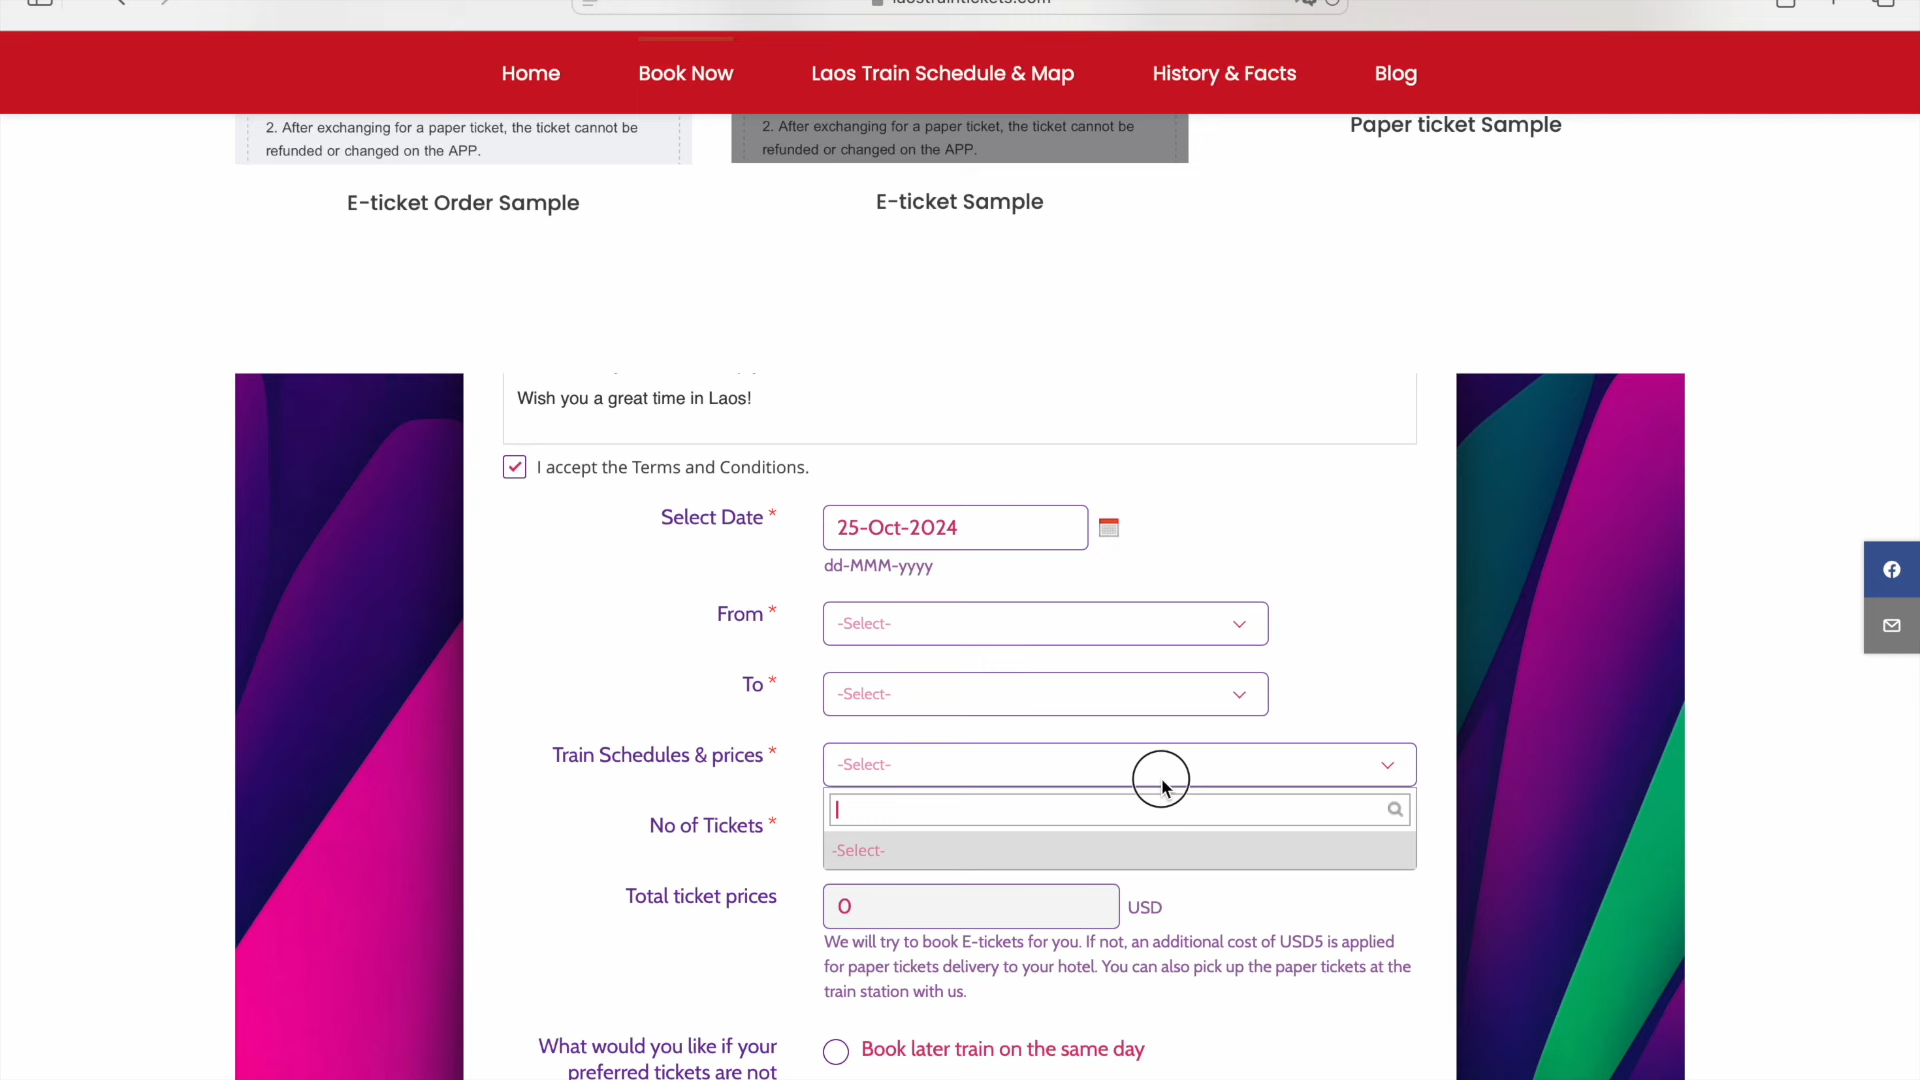 Home Book Now Laos Train Schedule & Map History & Facts Blog
2. After exchanging for a paper ticket, the ticket cannot be
refunded or changed on the APP.
2. After exchanging for a paper ticket, the ticket cannot be
refunded or changed on the APP.
Paper ticket Sample
E-ticket Order Sample
E-ticket Sample
Wish you a great time in Laos!
I accept the Terms and Conditions.
Select Date *
25-Oct-2024
dd-MMM-yyyy
From *
-Select-
To *
-Select-
Train Schedules & prices *
-Select-
No of Tickets *
-Select-
Total ticket prices
0 USD
We will try to book E-tickets for you. If not, an additional cost of USD5 is applied
for paper tickets delivery to your hotel. You can also pick up the paper tickets at the
train station with us.
What would you like if your
preferred tickets are not
Book later train on the same day